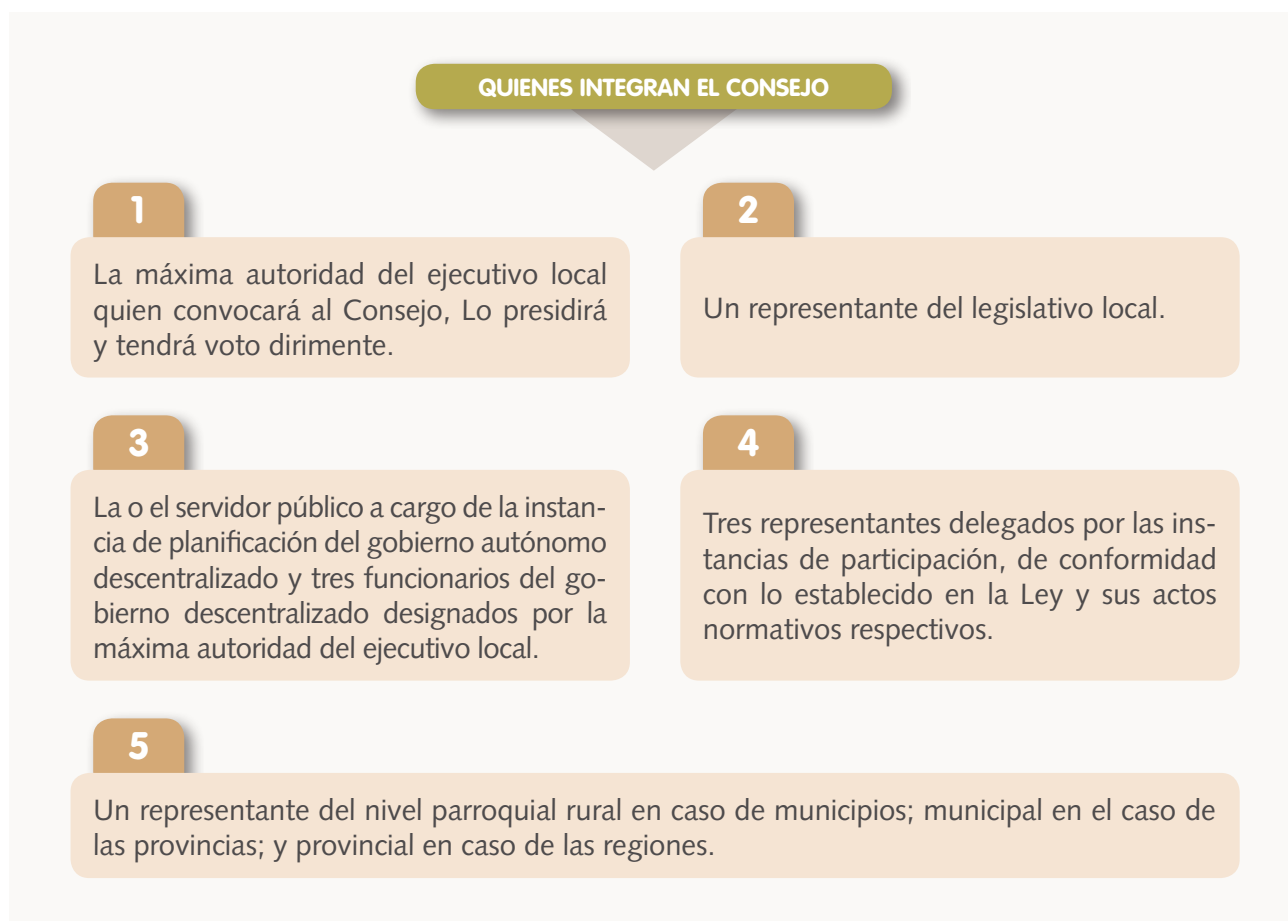 QUIENES INTEGRAN EL CONSEJO
1
La máxima autoridad del ejecutivo local
quien convocará al Consejo, Lo presidirá
y tendrá voto dirimente.
2
Un representante del legislativo local.
3
La o el servidor público a cargo de la instan-
cia de planificación del gobierno autónomo
descentralizado y tres funcionarios del go-
bierno descentralizado designados por la
máxima autoridad del ejecutivo local.
4
Tres representantes delegados por las ins-
tancias de participación, de conformidad
con lo establecido en la Ley y sus actos
normativos respectivos.
5
Un representante del nivel parroquial rural en caso de municipios; municipal en el caso de
las provincias; y provincial en caso de las regiones.